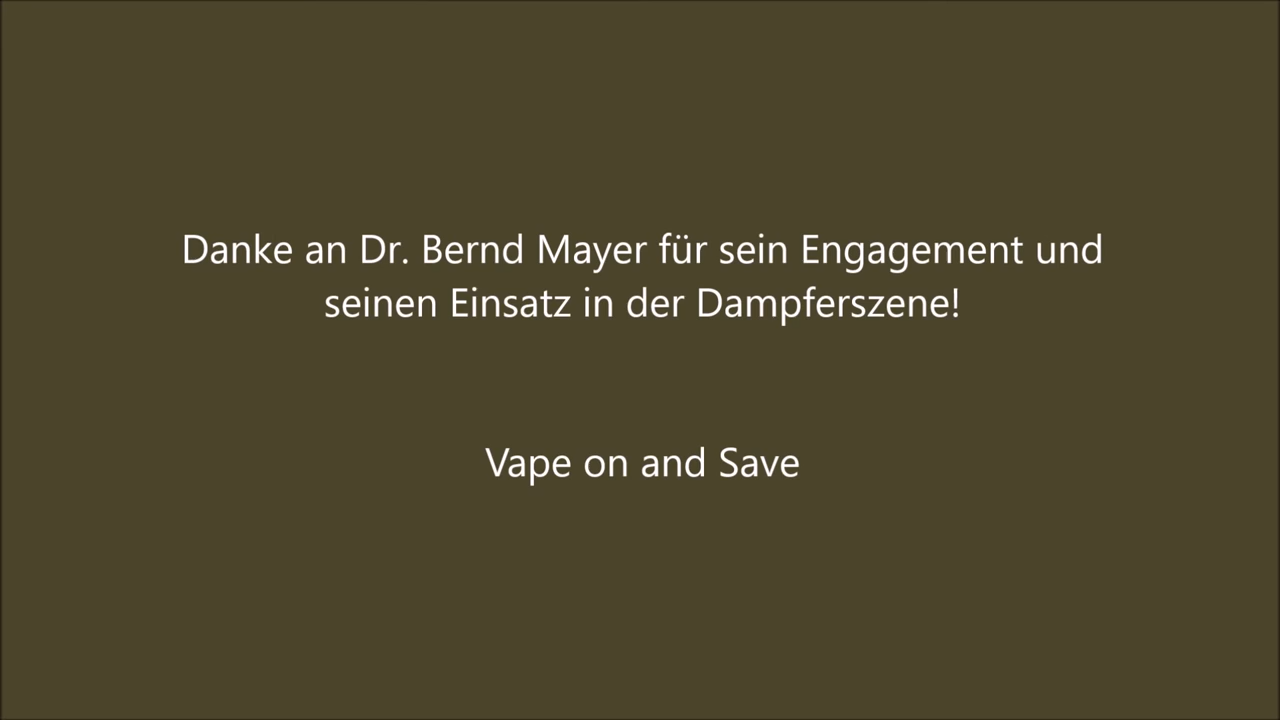 Danke an Dr. Bernd Mayer für sein Engagement und
seinen Einsatz in der Dampferszene!
Vape on and Save